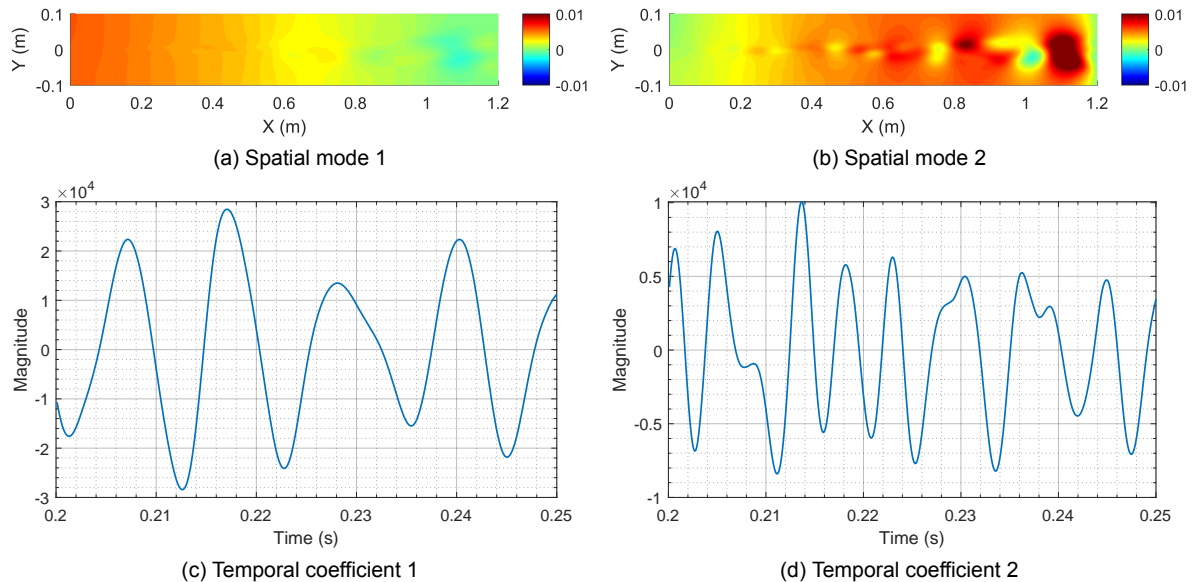 0.1
0
-0.1
Y (m)
0 0.2 0.4 0.6 0.8 1 1.2
X (m)
0.01
0
-0.01
(a) Spatial mode 1
0.1
0
-0.1
Y (m)
0 0.2 0.4 0.6 0.8 1 1.2
X (m)
0.01
0
-0.01
(b) Spatial mode 2
×10⁴
3
2
1
0
-1
-2
-3
Magnitude
0.2 0.21 0.22 0.23 0.24 0.25
Time (s)
(c) Temporal coefficient 1
×10⁴
1
0.5
0
-0.5
-1
Magnitude
0.2 0.21 0.22 0.23 0.24 0.25
Time (s)
(d) Temporal coefficient 2